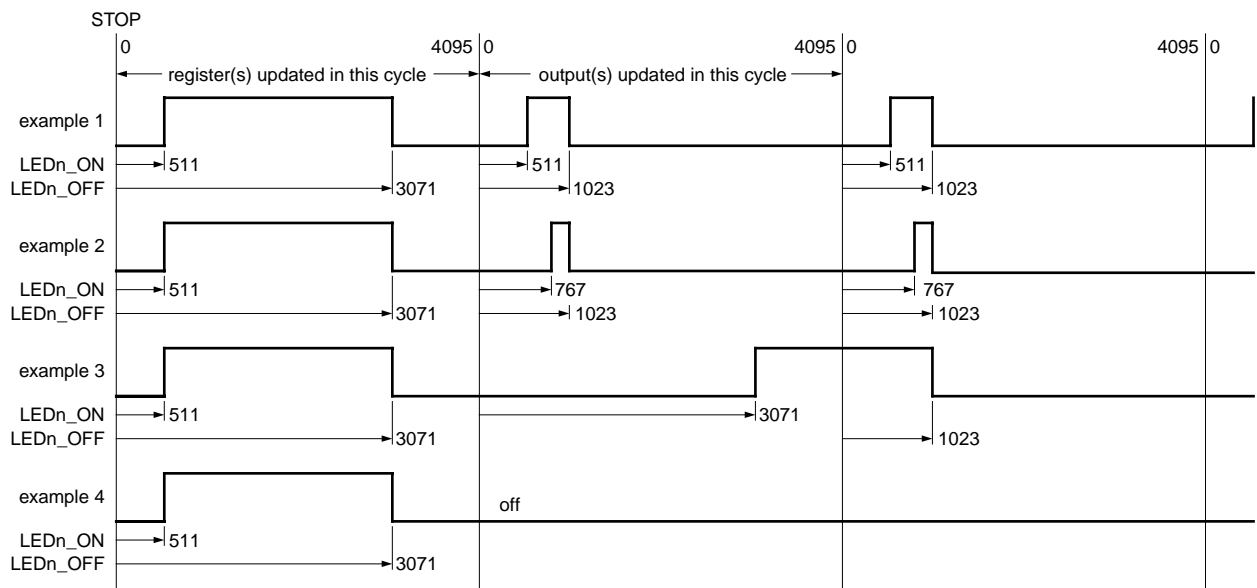 STOP
0 4095 0 4095 0 4095 0
register(s) updated in this cycle output(s) updated in this cycle
example 1
LEDn_ON 511 511 511
LEDn_OFF 3071 1023 1023
example 2
LEDn_ON 511 767 767
LEDn_OFF 3071 1023 1023
example 3
LEDn_ON 511 3071
LEDn_OFF 3071 1023
example 4 off
LEDn_ON 511
LEDn_OFF 3071